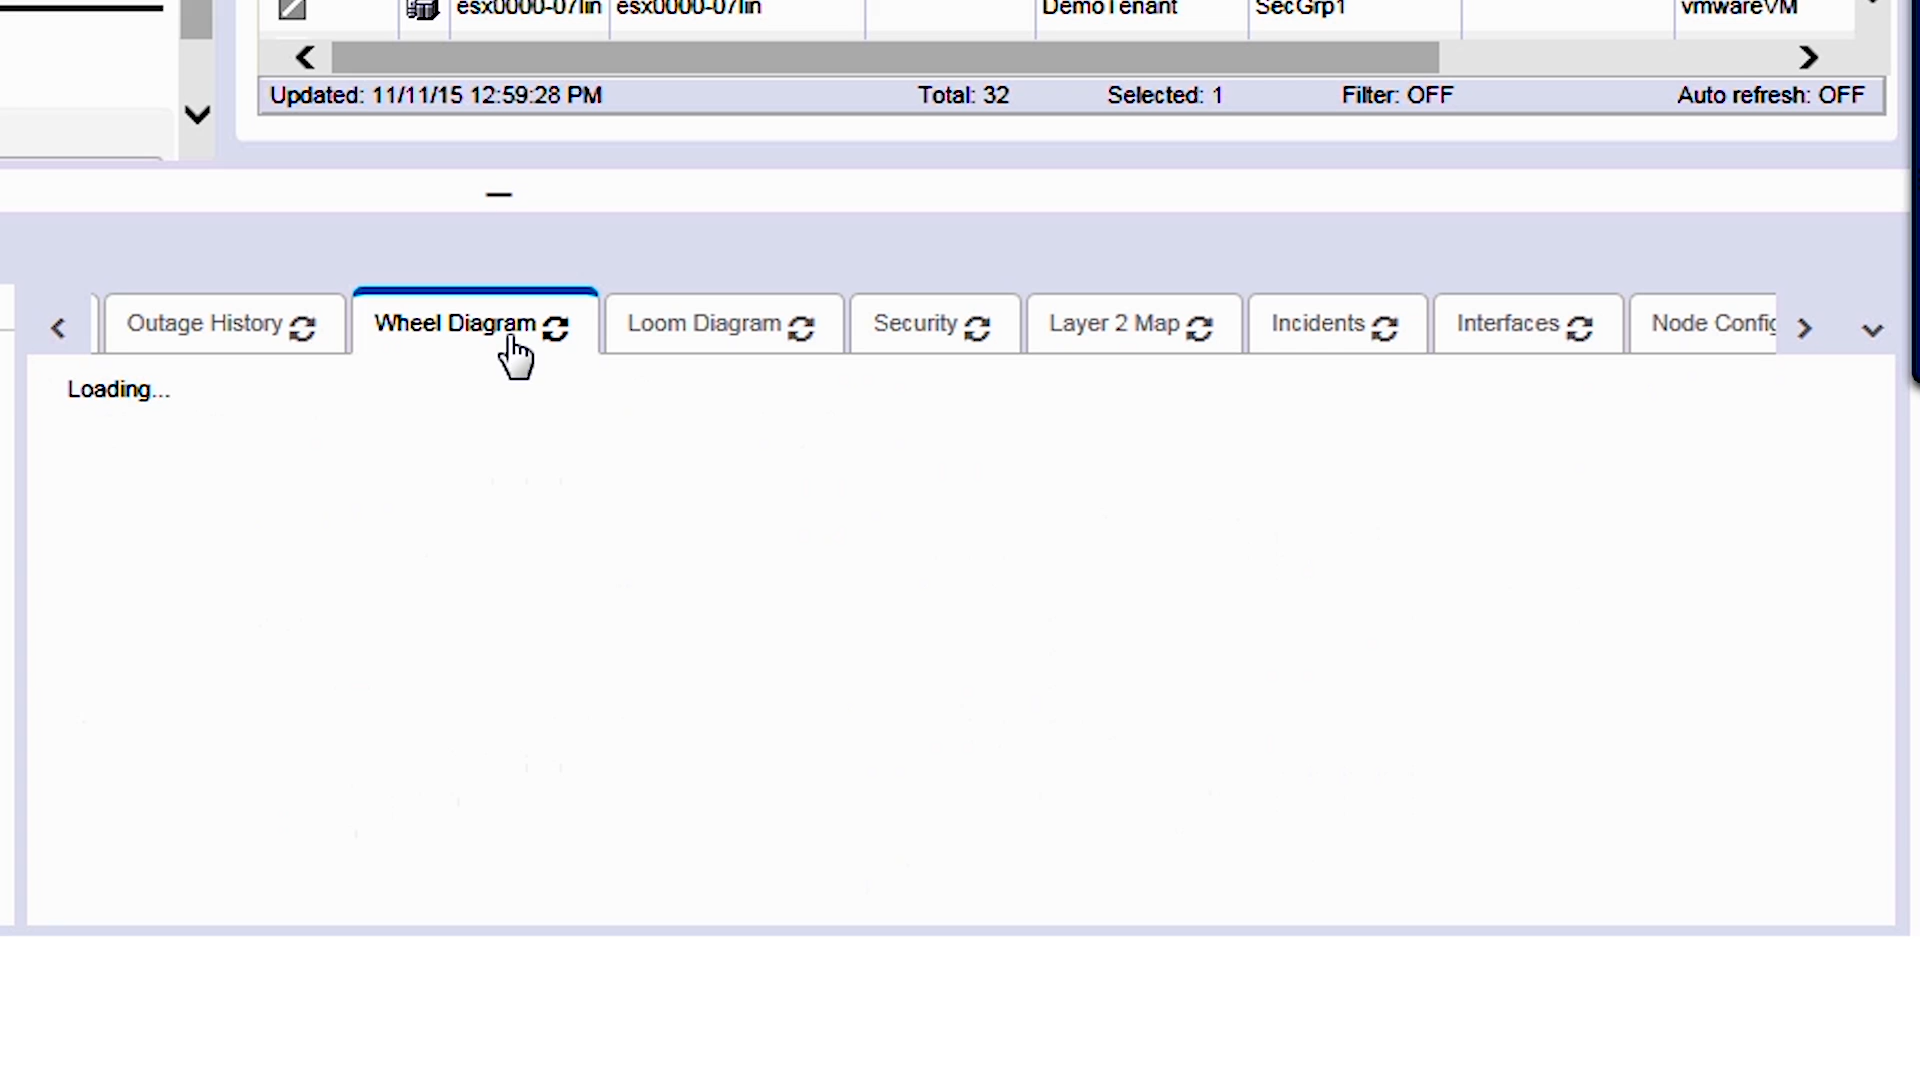 esx0000-07lin esx0000-07lin DemoTenant SecGrp1 vmwareVM
Updated: 11/11/15 12:59:28 PM Total: 32 Selected: 1 Filter: OFF Auto refresh: OFF
Outage History Wheel Diagram Loom Diagram Security Layer 2 Map Incidents Interfaces Node Config
Loading...